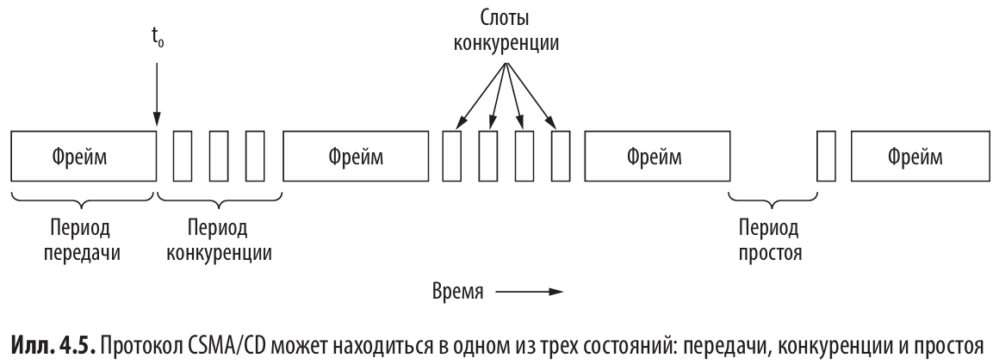 t₀
Слоты
конкуренции
Фрейм
Фрейм
Фрейм
Фрейм
Период
передачи
Период
конкуренции
Период
простоя
Время
Илл. 4.5. Протокол CSMA/CD может находиться в одном из трех состояний: передачи, конкуренции и простоя